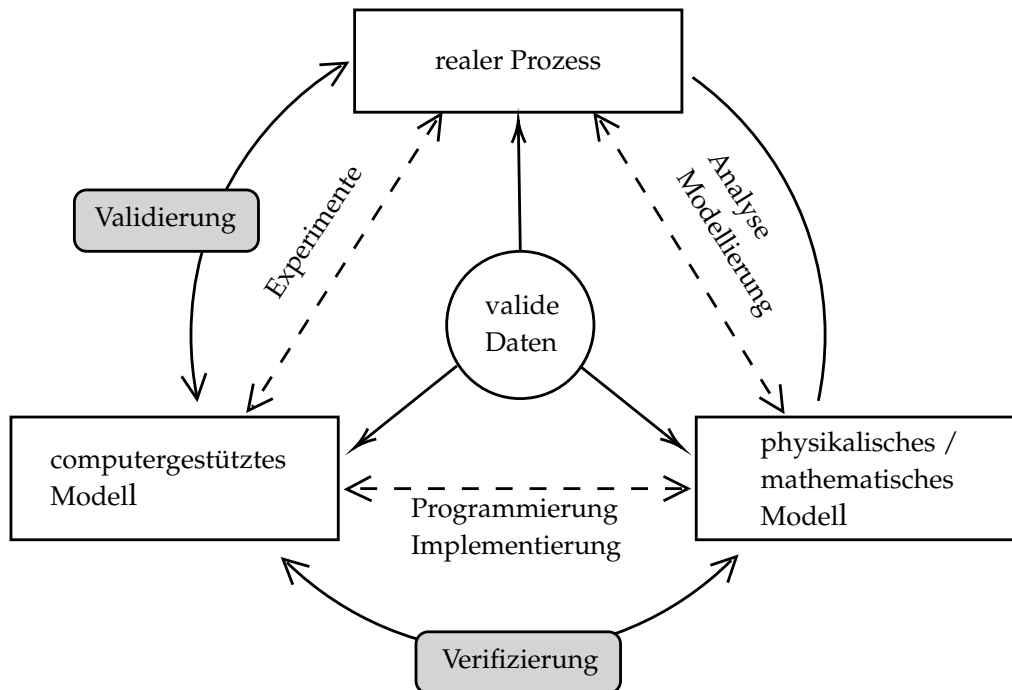 realer Prozess
Validierung
Experimente
Analyse
Modellierung
valide
Daten
computergestütztes
Modell
physikalisches /
mathematisches
Modell
Programmierung
Implementierung
Verifizierung